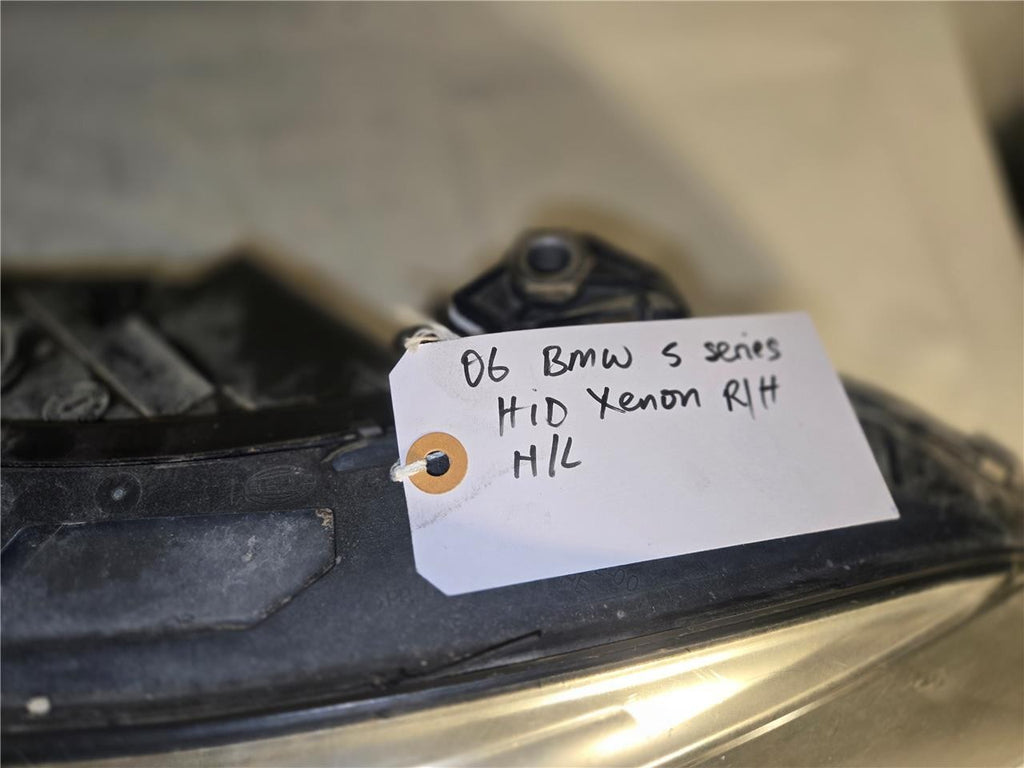 06 BMW 5 series
HiD Xenon R/H
H/L